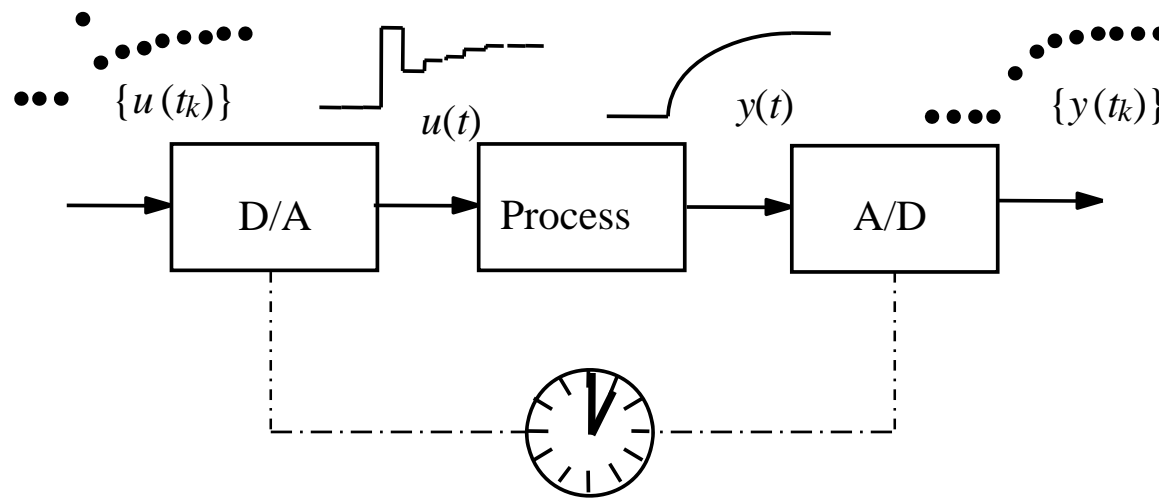 {u(tₖ)}
u(t)
y(t)
{y(tₖ)}
D/A
Process
A/D